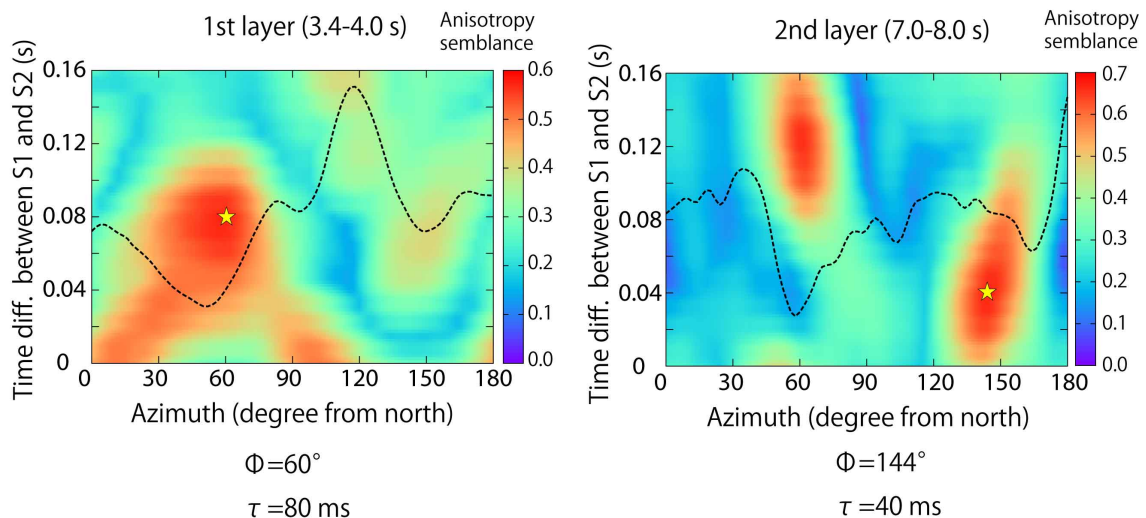 1st layer (3.4-4.0 s)
Anisotropy
semblance
Time diff. between S1 and S2 (s)
0.16
0.12
0.08
0.04
0
0 30 60 90 120 150 180
Azimuth (degree from north)
0.6
0.5
0.4
0.3
0.2
0.1
0.0
Φ=60°
τ=80 ms
2nd layer (7.0-8.0 s)
Anisotropy
semblance
Time diff. between S1 and S2 (s)
0.16
0.12
0.08
0.04
0
0 30 60 90 120 150 180
Azimuth (degree from north)
0.7
0.6
0.5
0.4
0.3
0.2
0.1
0.0
Φ=144°
τ=40 ms